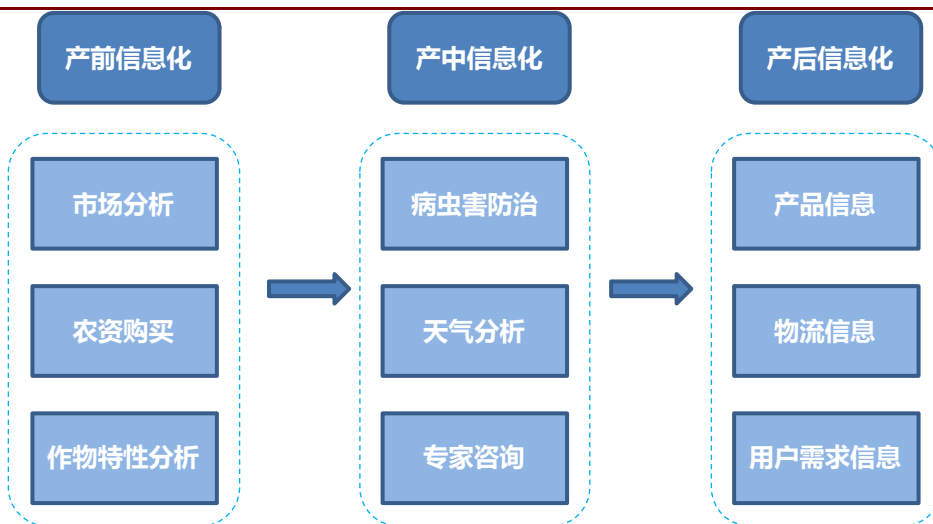 产前信息化
产中信息化
产后信息化
市场分析
病虫害防治
产品信息
农资购买
天气分析
物流信息
作物特性分析
专家咨询
用户需求信息